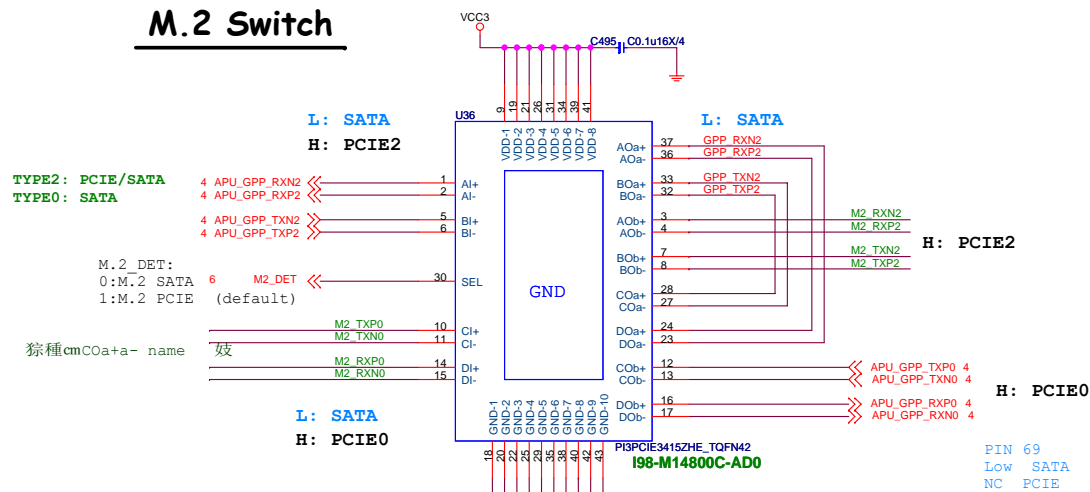 M.2 Switch
VCC3
C495 C0.1u16X/4
U36
9 19 21 26 31 34 39 41
VDD-1 VDD-2 VDD-3 VDD-4 VDD-5 VDD-6 VDD-7 VDD-8
L: SATA
H: PCIE2
L: SATA
TYPE2: PCIE/SATA
TYPE0: SATA
4 APU_GPP_RXN2 1 AI+
4 APU_GPP_RXP2 2 AI-
4 APU_GPP_TXN2 5 BI+
4 APU_GPP_TXP2 6 BI-
M.2_DET:
0:M.2 SATA
1:M.2 PCIE (default)
6 M2_DET 30 SEL
M2_TXP0 10 CI+
M2_TXN0 11 CI-
猔種cmCOa+a- name 妓
M2_RXP0 14 DI+
M2_RXN0 15 DI-
L: SATA
H: PCIE0
GND
AOa+ 37 GPP_RXN2
AOa- 36 GPP_RXP2
BOa+ 33 GPP_TXN2
BOa- 32 GPP_TXP2
AOb+ 3 M2_RXN2
AOb- 4 M2_RXP2
H: PCIE2
BOb+ 7 M2_TXN2
BOb- 8 M2_TXP2
COa+ 28
COa- 27
DOa+ 24
DOa- 23
COb+ 12 APU_GPP_TXP0 4
COb- 13 APU_GPP_TXN0 4
H: PCIE0
DOb+ 16 APU_GPP_RXP0 4
DOb- 17 APU_GPP_RXN0 4
GND-1 GND-2 GND-3 GND-4 GND-5 GND-6 GND-7 GND-8 GND-9 GND-10
18 20 22 25 29 35 38 40 42 43
PI3PCIE3415ZHE_TQFN42
I98-M14800C-AD0
PIN 69
Low SATA
NC PCIE